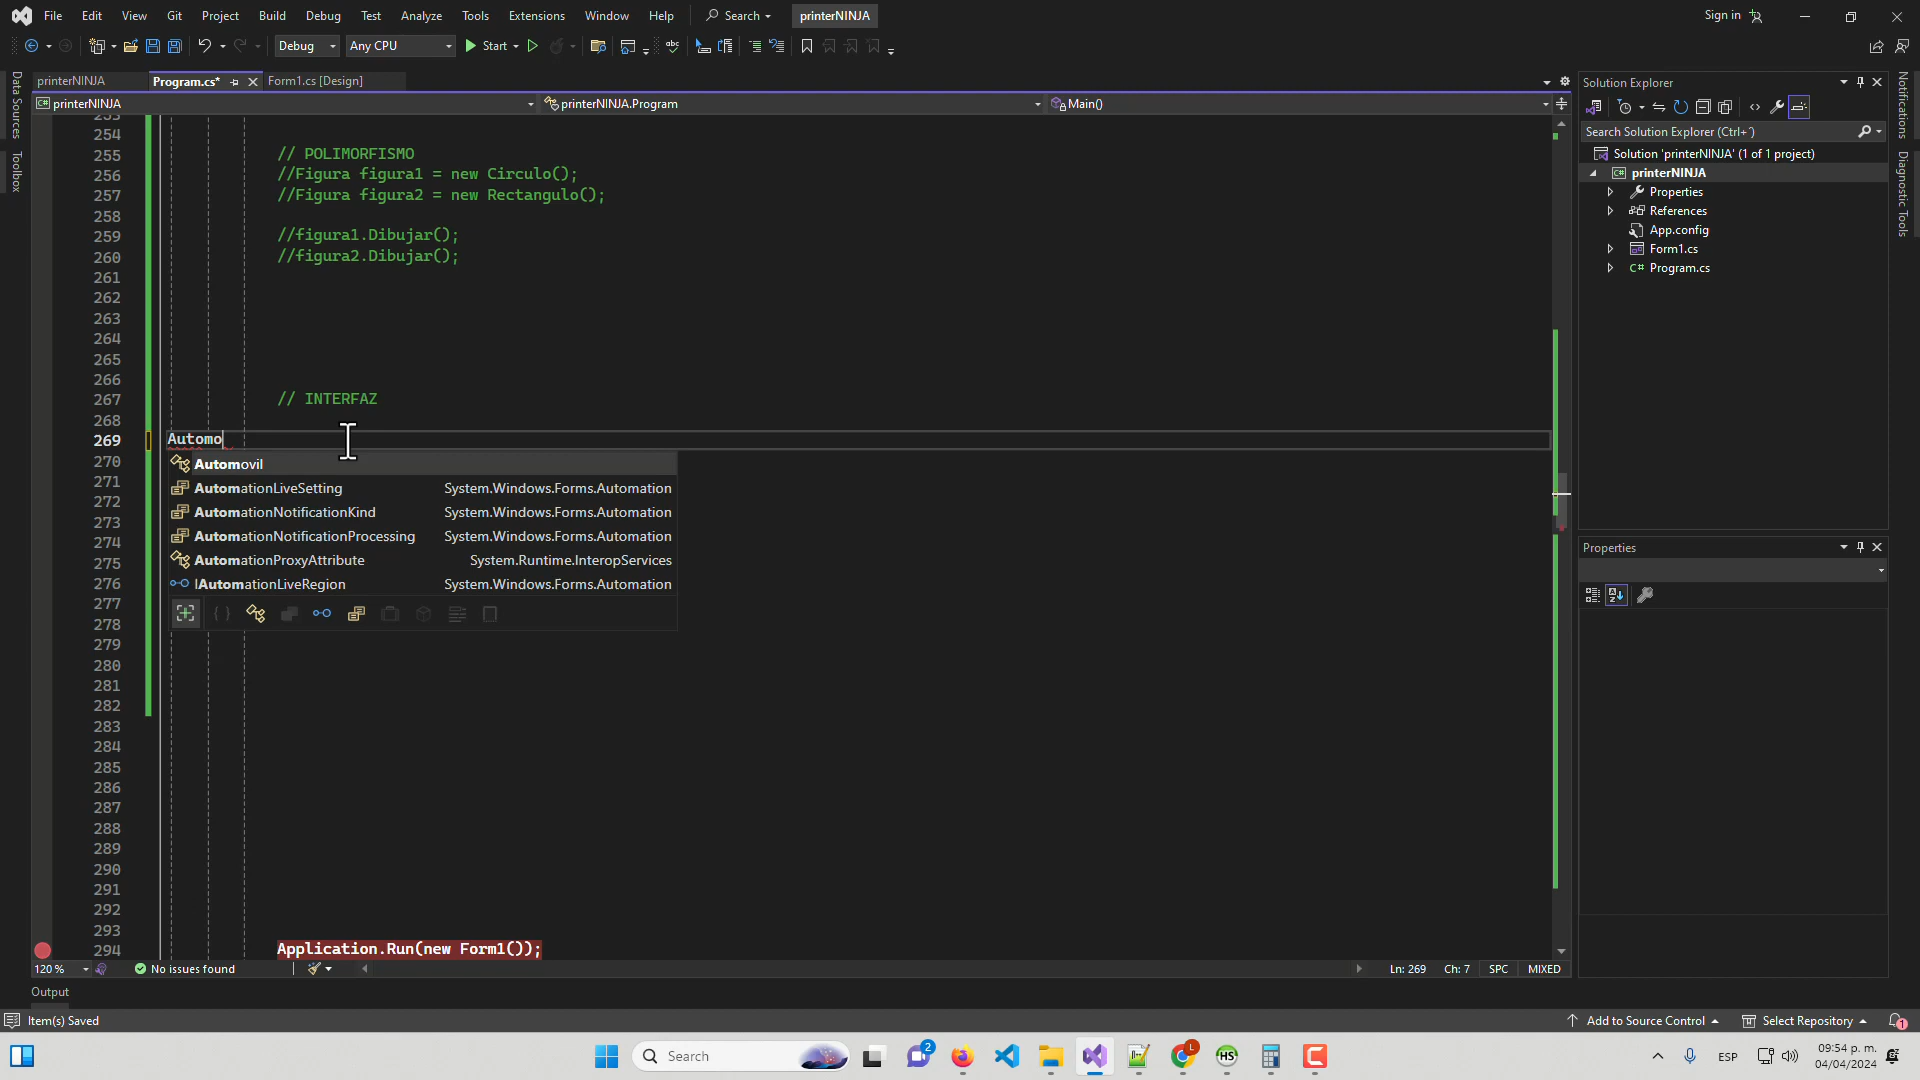 File Edit View Git Project Build Debug Test Analyze Tools Extensions Window Help Search printerNINJA Sign in
Debug Any CPU Start
printerNINJA Program.cs* Form1.cs [Design]
printerNINJA printerNINJA.Program Main()
Data Sources
Toolbox
253
254
255 // POLIMORFISMO
256 //Figura figura1 = new Circulo();
257 //Figura figura2 = new Rectangulo();
258
259 //figura1.Dibujar();
260 //figura2.Dibujar();
261
262
263
264
265
266
267 // INTERFAZ
268
269 Automo
270 Automovil
271 AutomationLiveSetting System.Windows.Forms.Automation
272 AutomationNotificationKind System.Windows.Forms.Automation
273
274 AutomationNotificationProcessing System.Windows.Forms.Automation
275 AutomationProxyAttribute System.Runtime.InteropServices
276 IAutomationLiveRegion System.Windows.Forms.Automation
277
278
279
280
281
282
283
284
285
286
287
288
289
290
291
292
293
294 Application.Run(new Form1());
120 % No issues found Ln: 269 Ch: 7 SPC MIXED
Output
Item(s) Saved Add to Source Control Select Repository 1
Solution Explorer
Search Solution Explorer (Ctrl+´)
Solution 'printerNINJA' (1 of 1 project)
printerNINJA
Properties
References
App.config
Form1.cs
C# Program.cs
Properties
Notifications
Diagnostic Tools
Search 2 L HS ESP 09:54 p. m.
04/04/2024